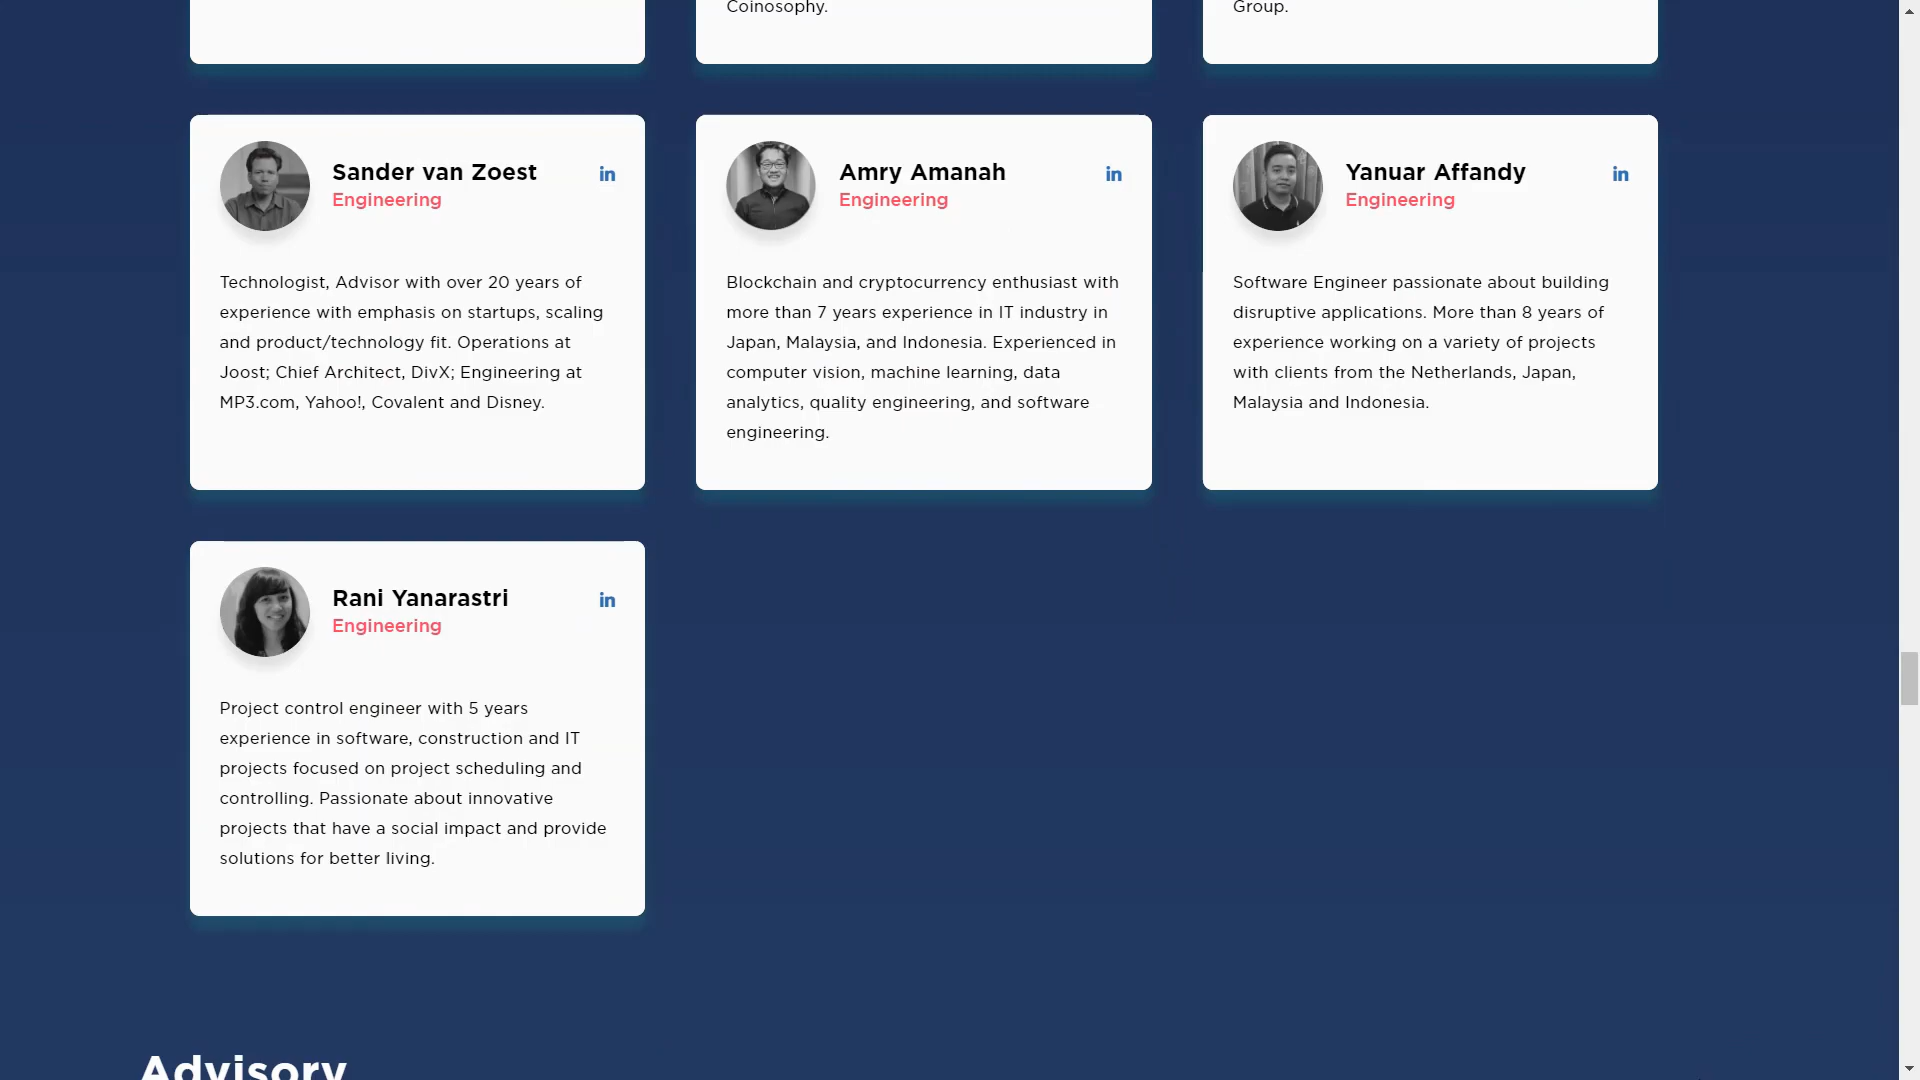 Coinosophy.
Group.
Sander van Zoest
in
Engineering
Technologist, Advisor with over 20 years of
experience with emphasis on startups, scaling
and product/technology fit. Operations at
Joost; Chief Architect, DivX; Engineering at
MP3.com, Yahoo!, Covalent and Disney.
Amry Amanah
in
Engineering
Blockchain and cryptocurrency enthusiast with
more than 7 years experience in IT industry in
Japan, Malaysia, and Indonesia. Experienced in
computer vision, machine learning, data
analytics, quality engineering, and software
engineering.
Yanuar Affandy
in
Engineering
Software Engineer passionate about building
disruptive applications. More than 8 years of
experience working on a variety of projects
with clients from the Netherlands, Japan,
Malaysia and Indonesia.
Rani Yanarastri
in
Engineering
Project control engineer with 5 years
experience in software, construction and IT
projects focused on project scheduling and
controlling. Passionate about innovative
projects that have a social impact and provide
solutions for better living.
Advisory